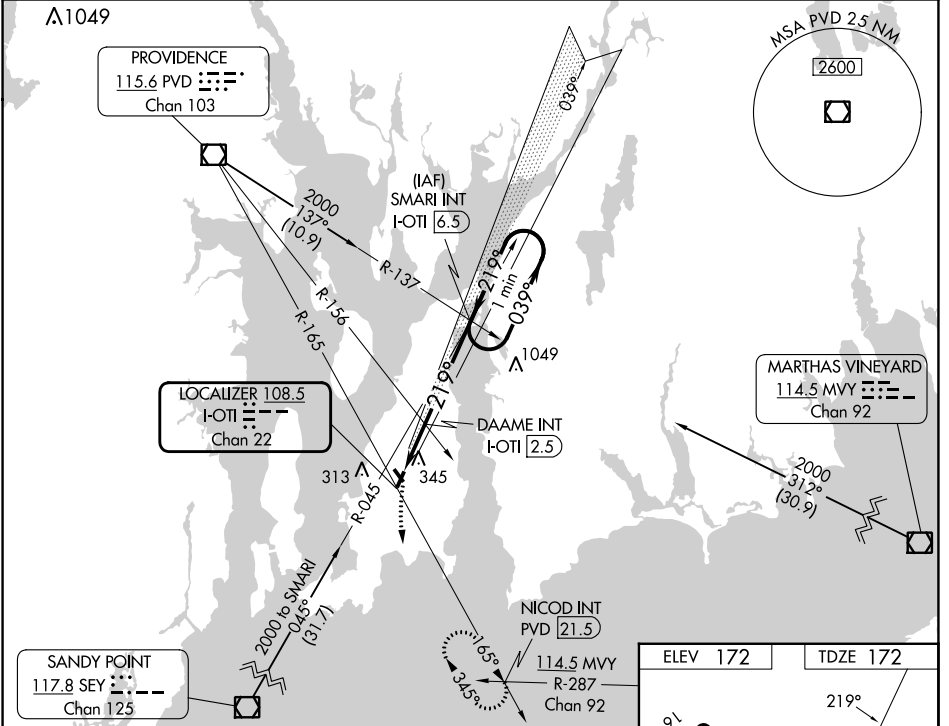 1049
PROVIDENCE
115.6 PVD
Chan 103
MSA PVD 25 NM
2600
039°
(IAF)
SMARI INT
I-OTI 6.5
2000
137°
(10.9)
R-137
R-156
R-165
219°
1 min
039°
1049
219°
LOCALIZER 108.5
I-OTI
Chan 22
DAAME INT
I-OTI 2.5
MARTHAS VINEYARD
114.5 MVY
Chan 92
313
345
R-045
2000
312°
(30.9)
2000 to SMARI
045°
(31.7)
NICOD INT
PVD 21.5
165°
345°
114.5 MVY
R-287
Chan 92
SANDY POINT
117.8 SEY
Chan 125
ELEV 172
TDZE 172
219°
16